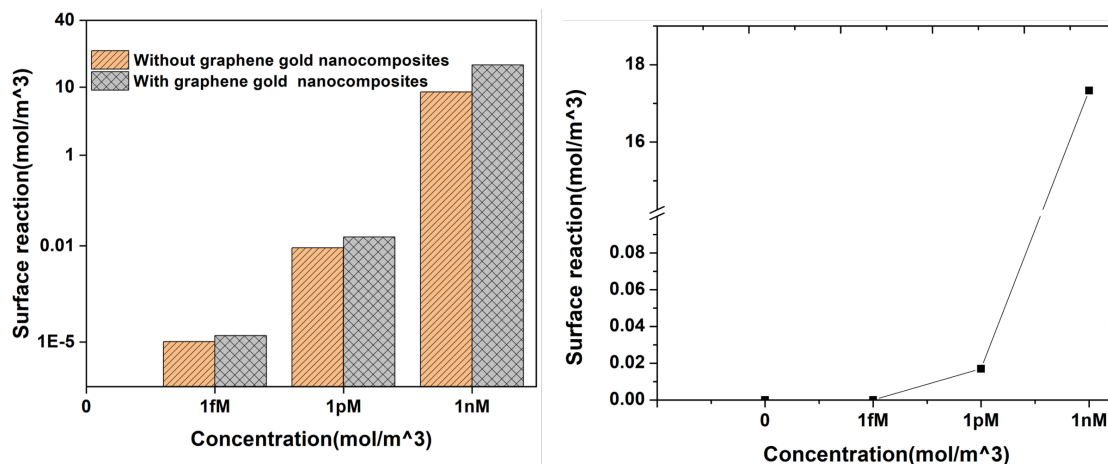 40
10
1
0.01
1E-5
Surface reaction(mol/m^3)
Without graphene gold nanocomposites
With graphene gold nanocomposites
0
1fM
1pM
1nM
Concentration(mol/m^3)
18
16
0.08
0.06
0.04
0.02
0.00
Surface reaction(mol/m^3)
0
1fM
1pM
1nM
Concentration(mol/m^3)